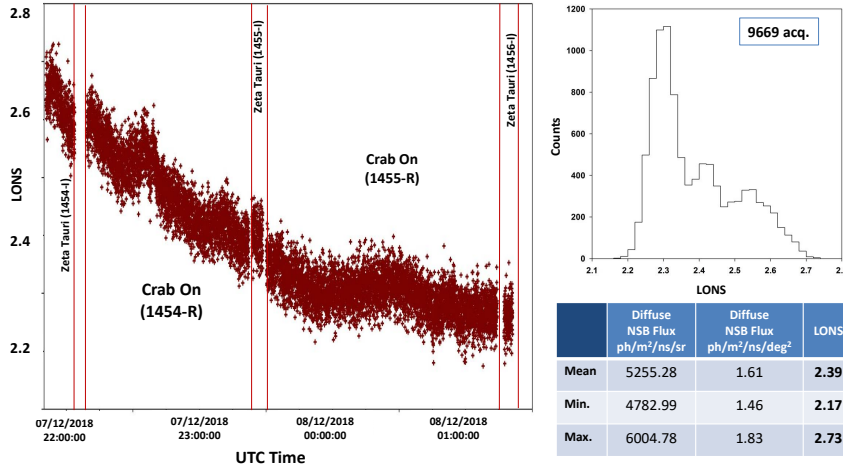 2.8
2.6
2.4
2.2
LONS
Zeta Tauri (1454-I)
Zeta Tauri (1455-I)
Zeta Tauri (1456-I)
Crab On
(1455-R)
Crab On
(1454-R)
07/12/2018
22:00:00
07/12/2018
23:00:00
08/12/2018
00:00:00
08/12/2018
01:00:00
UTC Time
9669 acq.
1200
1000
800
600
400
200
0
Counts
2.1 2.2 2.3 2.4 2.5 2.6 2.7 2.
LONS
Diffuse
NSB Flux
ph/m²/ns/sr
Diffuse
NSB Flux
ph/m²/ns/deg²
LONS
Mean 5255.28 1.61 2.39
Min. 4782.99 1.46 2.17
Max. 6004.78 1.83 2.73